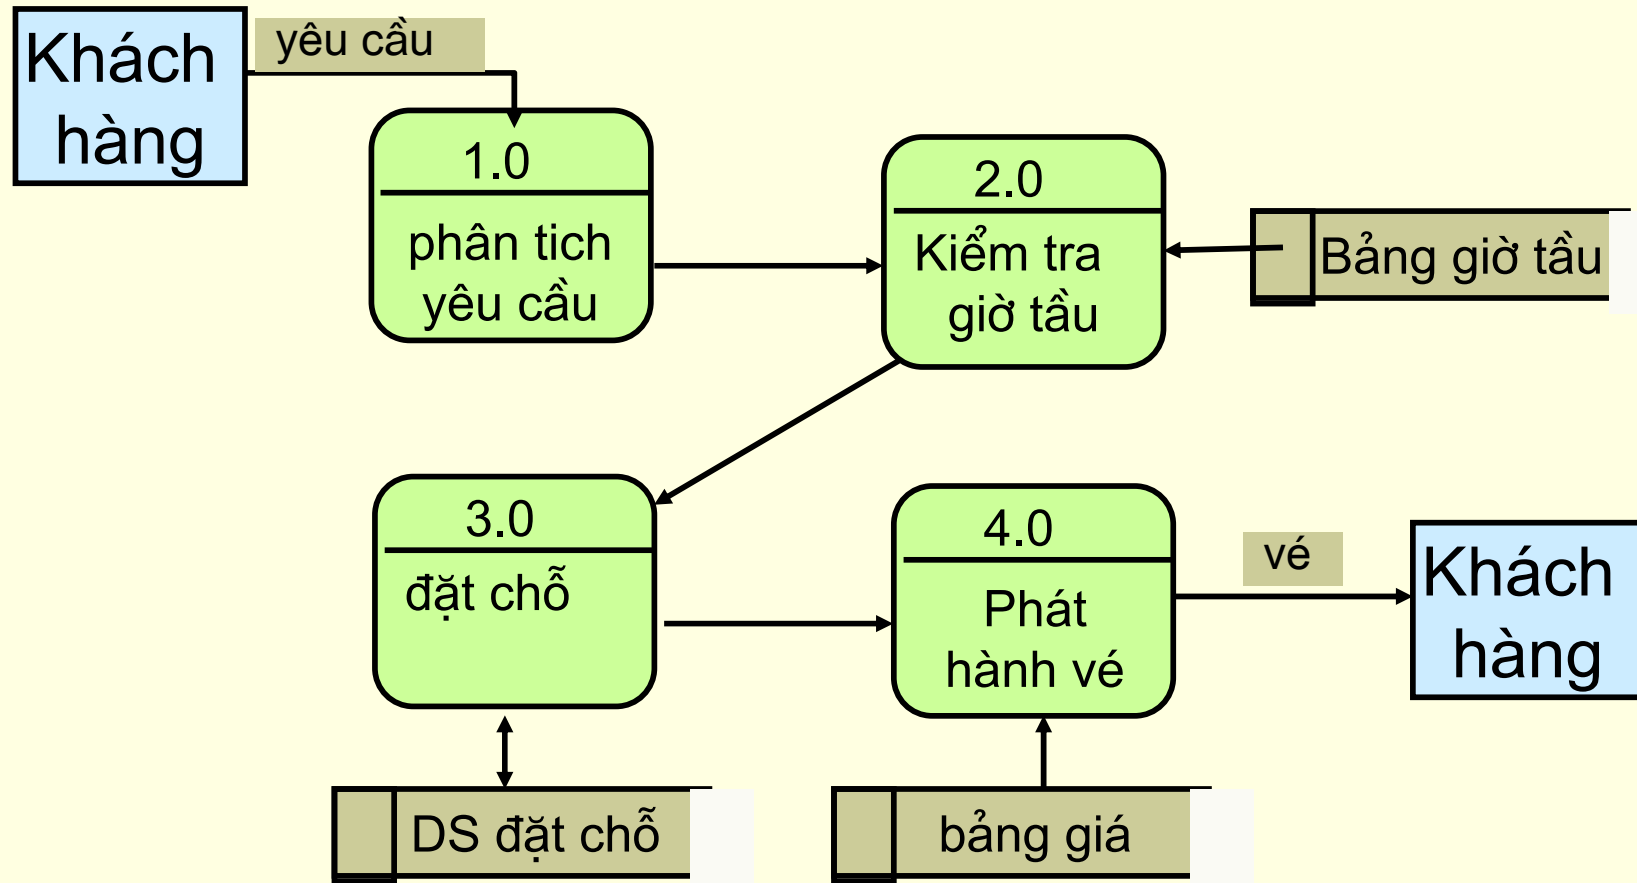 Khách
hàng
yêu cầu
1.0
phân tich
yêu cầu
2.0
Kiểm tra
giờ tầu
Bảng giờ tầu
3.0
đặt chỗ
4.0
Phát
hành vé
vé
Khách
hàng
DS đặt chỗ
bảng giá